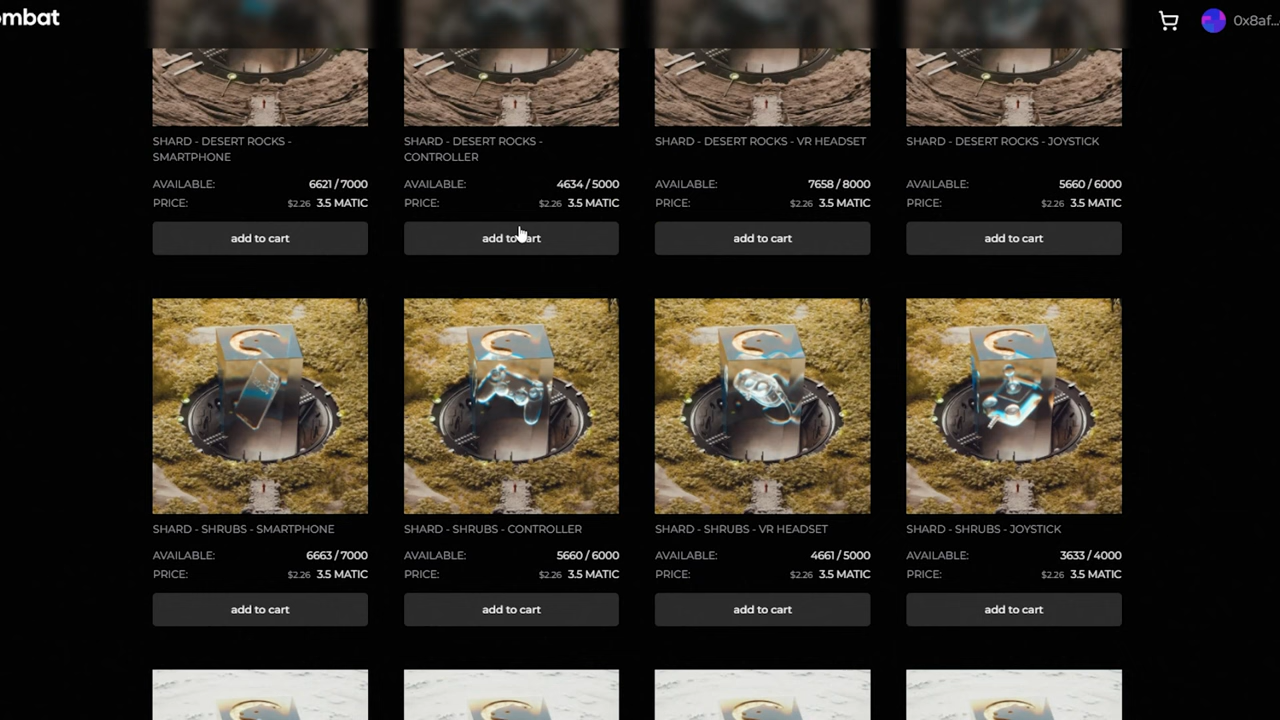 ombat
0x8af...
SHARD - DESERT ROCKS - SMARTPHONE
AVAILABLE: 6621 / 7000
PRICE: $2.26 3.5 MATIC
add to cart
SHARD - DESERT ROCKS - CONTROLLER
AVAILABLE: 4634 / 5000
PRICE: $2.26 3.5 MATIC
add to cart
SHARD - DESERT ROCKS - VR HEADSET
AVAILABLE: 7658 / 8000
PRICE: $2.26 3.5 MATIC
add to cart
SHARD - DESERT ROCKS - JOYSTICK
AVAILABLE: 5660 / 6000
PRICE: $2.26 3.5 MATIC
add to cart
SHARD - SHRUBS - SMARTPHONE
AVAILABLE: 6663 / 7000
PRICE: $2.26 3.5 MATIC
add to cart
SHARD - SHRUBS - CONTROLLER
AVAILABLE: 5660 / 6000
PRICE: $2.26 3.5 MATIC
add to cart
SHARD - SHRUBS - VR HEADSET
AVAILABLE: 4661 / 5000
PRICE: $2.26 3.5 MATIC
add to cart
SHARD - SHRUBS - JOYSTICK
AVAILABLE: 3633 / 4000
PRICE: $2.26 3.5 MATIC
add to cart